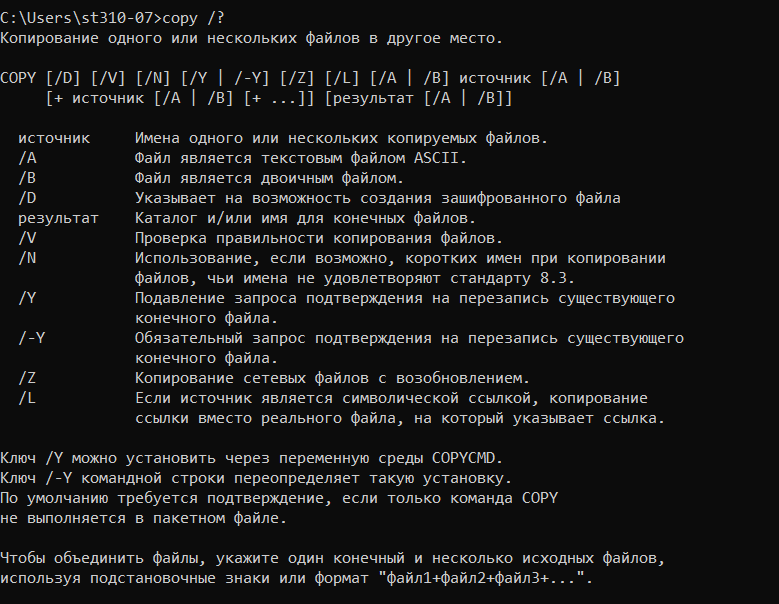 C:\Users\st310-07>copy /?
Копирование одного или нескольких файлов в другое место.

COPY [/D] [/V] [/N] [/Y | /-Y] [/Z] [/L] [/A | /B] источник [/A | /B]
     [+ источник [/A | /B] [+ ...]] [результат [/A | /B]]

  источник     Имена одного или нескольких копируемых файлов.
  /A           Файл является текстовым файлом ASCII.
  /B           Файл является двоичным файлом.
  /D           Указывает на возможность создания зашифрованного файла
  результат    Каталог и/или имя для конечных файлов.
  /V           Проверка правильности копирования файлов.
  /N           Использование, если возможно, коротких имен при копировании
               файлов, чьи имена не удовлетворяют стандарту 8.3.
  /Y           Подавление запроса подтверждения на перезапись существующего
               конечного файла.
  /-Y          Обязательный запрос подтверждения на перезапись существующего
               конечного файла.
  /Z           Копирование сетевых файлов с возобновлением.
  /L           Если источник является символической ссылкой, копирование
               ссылки вместо реального файла, на который указывает ссылка.

Ключ /Y можно установить через переменную среды COPYCMD.
Ключ /-Y командной строки переопределяет такую установку.
По умолчанию требуется подтверждение, если только команда COPY
не выполняется в пакетном файле.

Чтобы объединить файлы, укажите один конечный и несколько исходных файлов,
используя подстановочные знаки или формат "файл1+файл2+файл3+...".